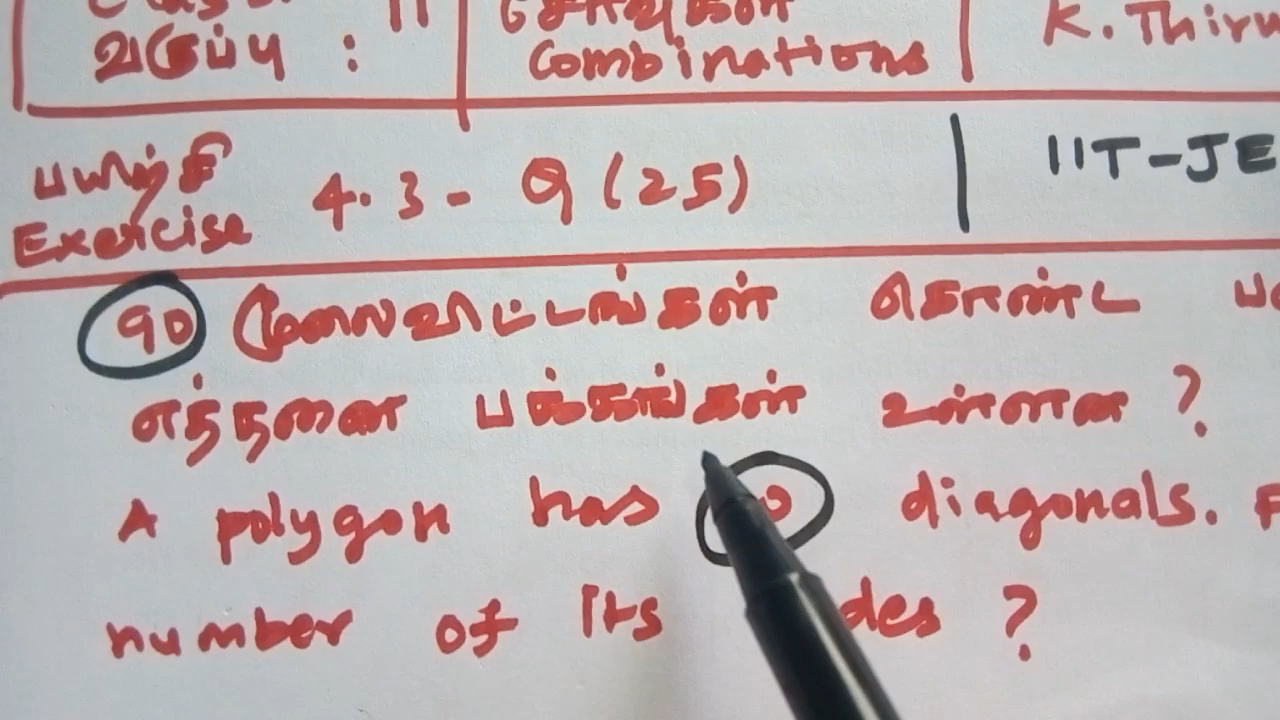 வகுப்பு : 11
Combinations
K. Thiru
பயிற்சி
Exercise 4.3 - Q (25)
IIT-JE
90 மூலைவிட்டங்கள் கொண்ட
எத்தனை பக்கங்கள் உள்ளன ?
A polygon has diagonals.
number of its ?